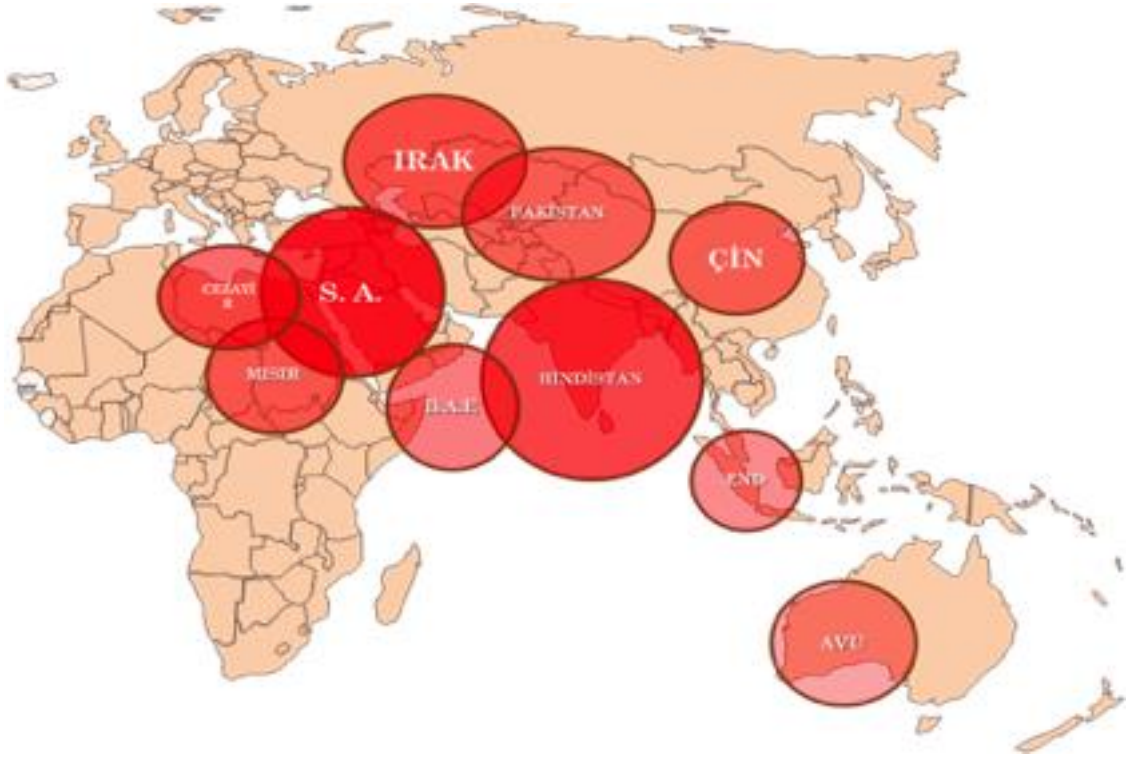 IRAK
PAKİSTAN
ÇİN
CEZAYİ
R
S. A.
MISIR
B.A.E.
HİNDİSTAN
END
AVU